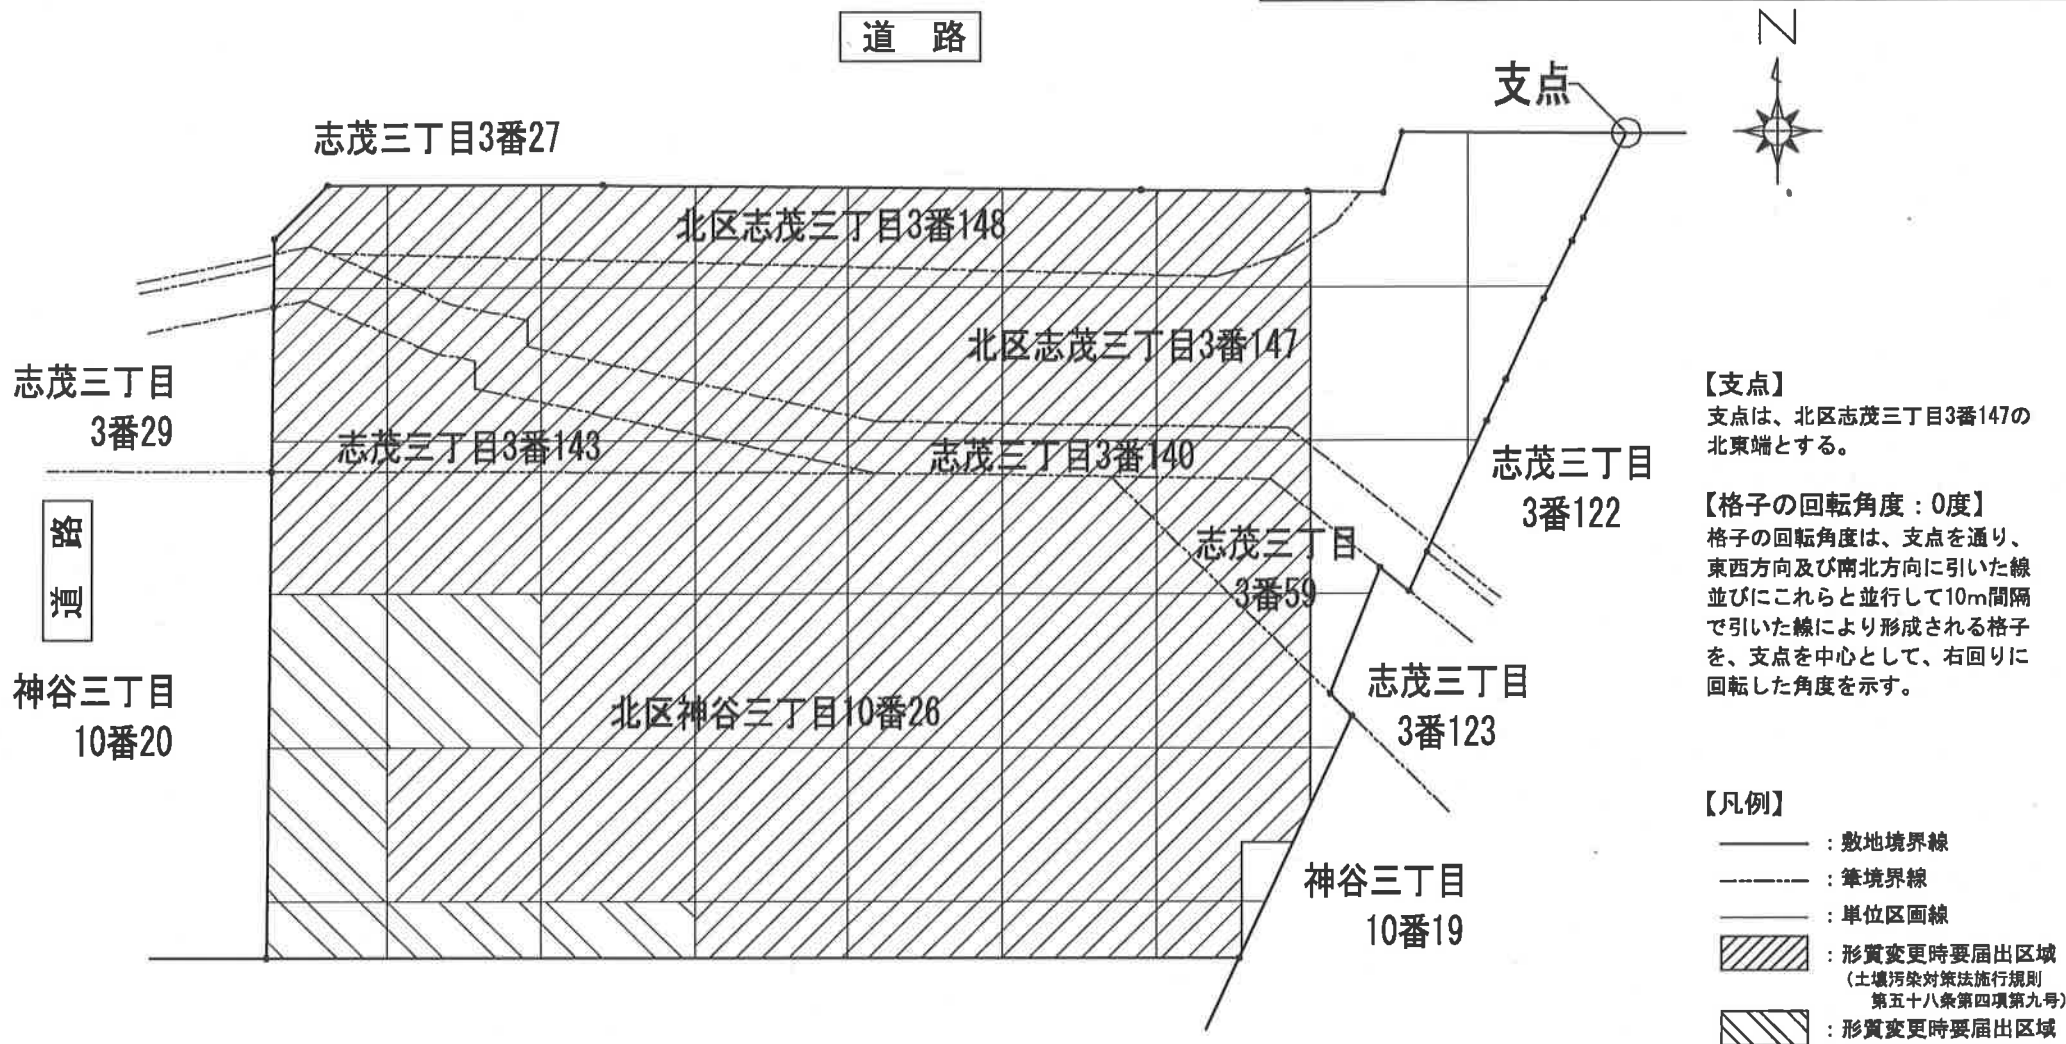 道　路
N
支点
志茂三丁目3番27
北区志茂三丁目3番148
北区志茂三丁目3番147
志茂三丁目
3番29
志茂三丁目3番143
志茂三丁目3番140
志茂三丁目
3番122
志茂三丁目
3番59
道　路
神谷三丁目
10番20
北区神谷三丁目10番26
志茂三丁目
3番123
神谷三丁目
10番19
【支点】
支点は、北区志茂三丁目3番147の
北東端とする。
【格子の回転角度：0度】
格子の回転角度は、支点を通り、
東西方向及び南北方向に引いた線
並びにこれらと並行して10m間隔
で引いた線により形成される格子
を、支点を中心として、右回りに
回転した角度を示す。
【凡例】
：敷地境界線
：筆境界線
：単位区画線
：形質変更時要届出区域
（土壌汚染対策法施行規則
第五十八条第四項第九号）
：形質変更時要届出区域